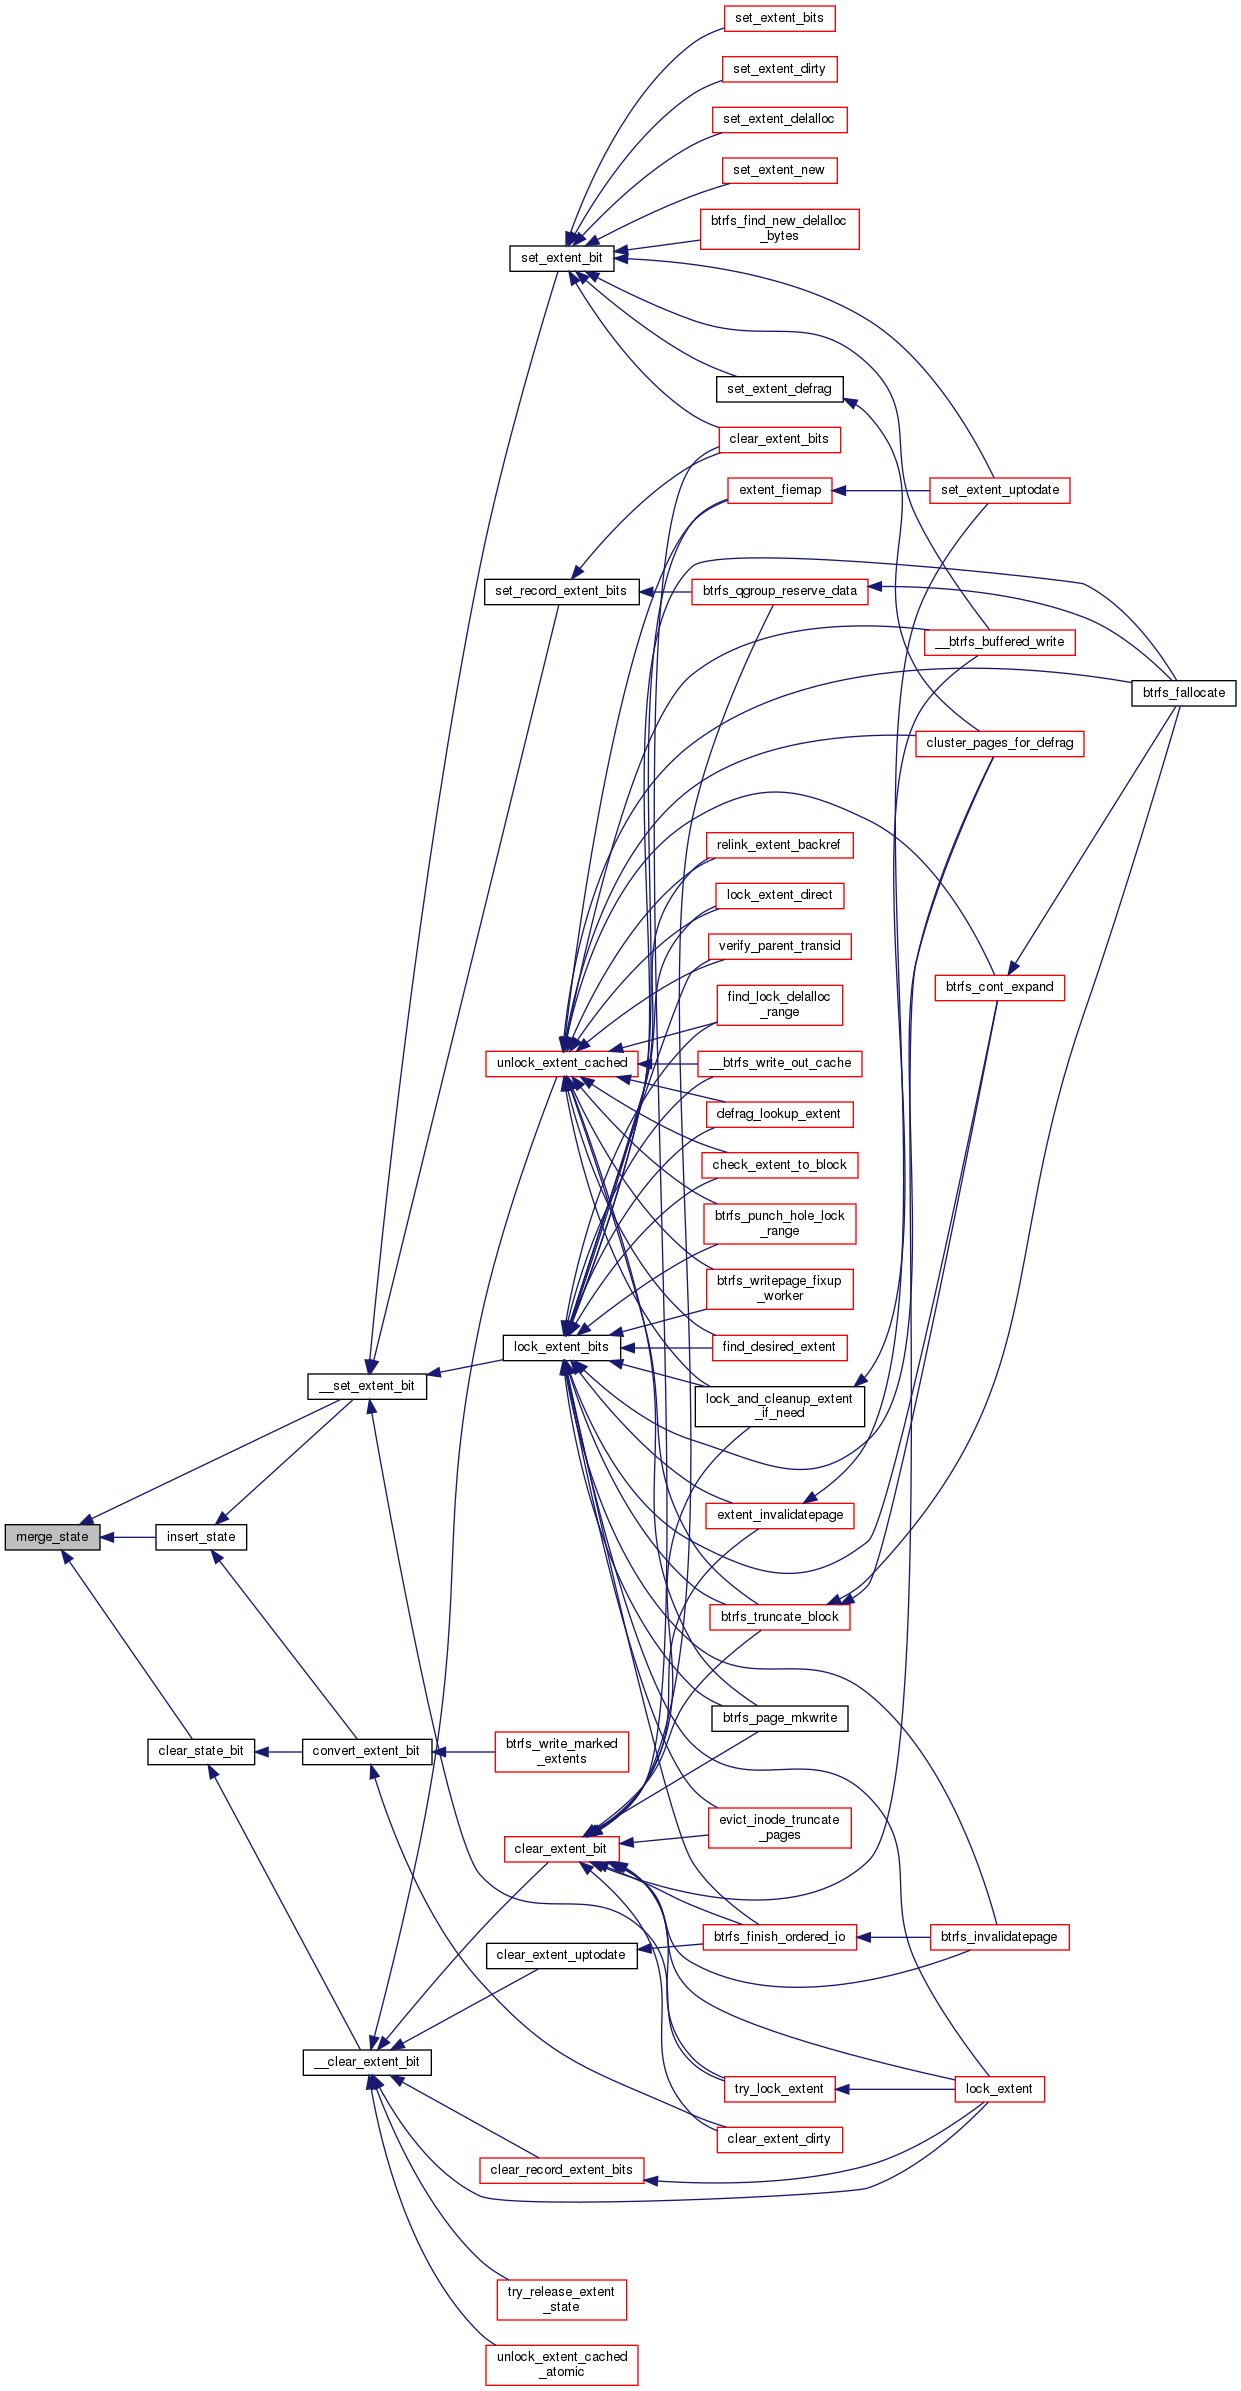 set_extent_bits
set_extent_dirty
set_extent_delalloc
set_extent_new
btrfs_find_new_delalloc
_bytes
set_extent_bit
set_extent_defrag
clear_extent_bits
extent_fiemap
set_extent_uptodate
set_record_extent_bits
btrfs_qgroup_reserve_data
__btrfs_buffered_write
btrfs_fallocate
cluster_pages_for_defrag
relink_extent_backref
lock_extent_direct
verify_parent_transid
btrfs_cont_expand
find_lock_delalloc
_range
unlock_extent_cached
__btrfs_write_out_cache
defrag_lookup_extent
check_extent_to_block
btrfs_punch_hole_lock
_range
btrfs_writepage_fixup
_worker
lock_extent_bits
find_desired_extent
__set_extent_bit
lock_and_cleanup_extent
_if_need
extent_invalidatepage
merge_state
insert_state
btrfs_truncate_block
btrfs_page_mkwrite
clear_state_bit
convert_extent_bit
btrfs_write_marked
_extents
evict_inode_truncate
_pages
clear_extent_bit
btrfs_finish_ordered_io
btrfs_invalidatepage
clear_extent_uptodate
__clear_extent_bit
try_lock_extent
lock_extent
clear_extent_dirty
clear_record_extent_bits
try_release_extent
_state
unlock_extent_cached
_atomic